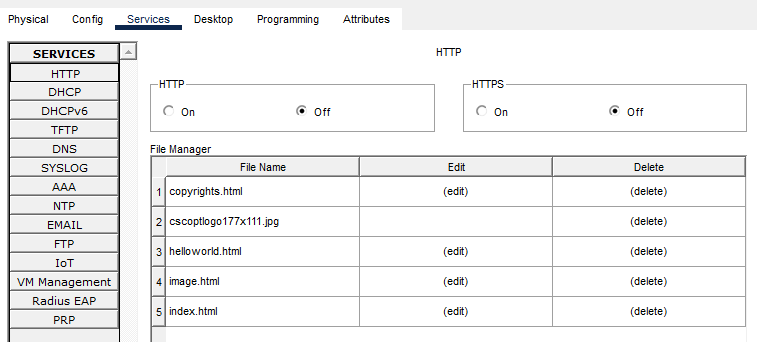 Physical Config Services Desktop Programming Attributes
SERVICES
HTTP
DHCP
DHCPv6
TFTP
DNS
SYSLOG
AAA
NTP
EMAIL
FTP
IoT
VM Management
Radius EAP
PRP
HTTP
HTTP
On Off
HTTPS
On Off
File Manager
File Name Edit Delete
1 copyrights.html (edit) (delete)
2 cscoptlogo177x111.jpg (delete)
3 helloworld.html (edit) (delete)
4 image.html (edit) (delete)
5 index.html (edit) (delete)